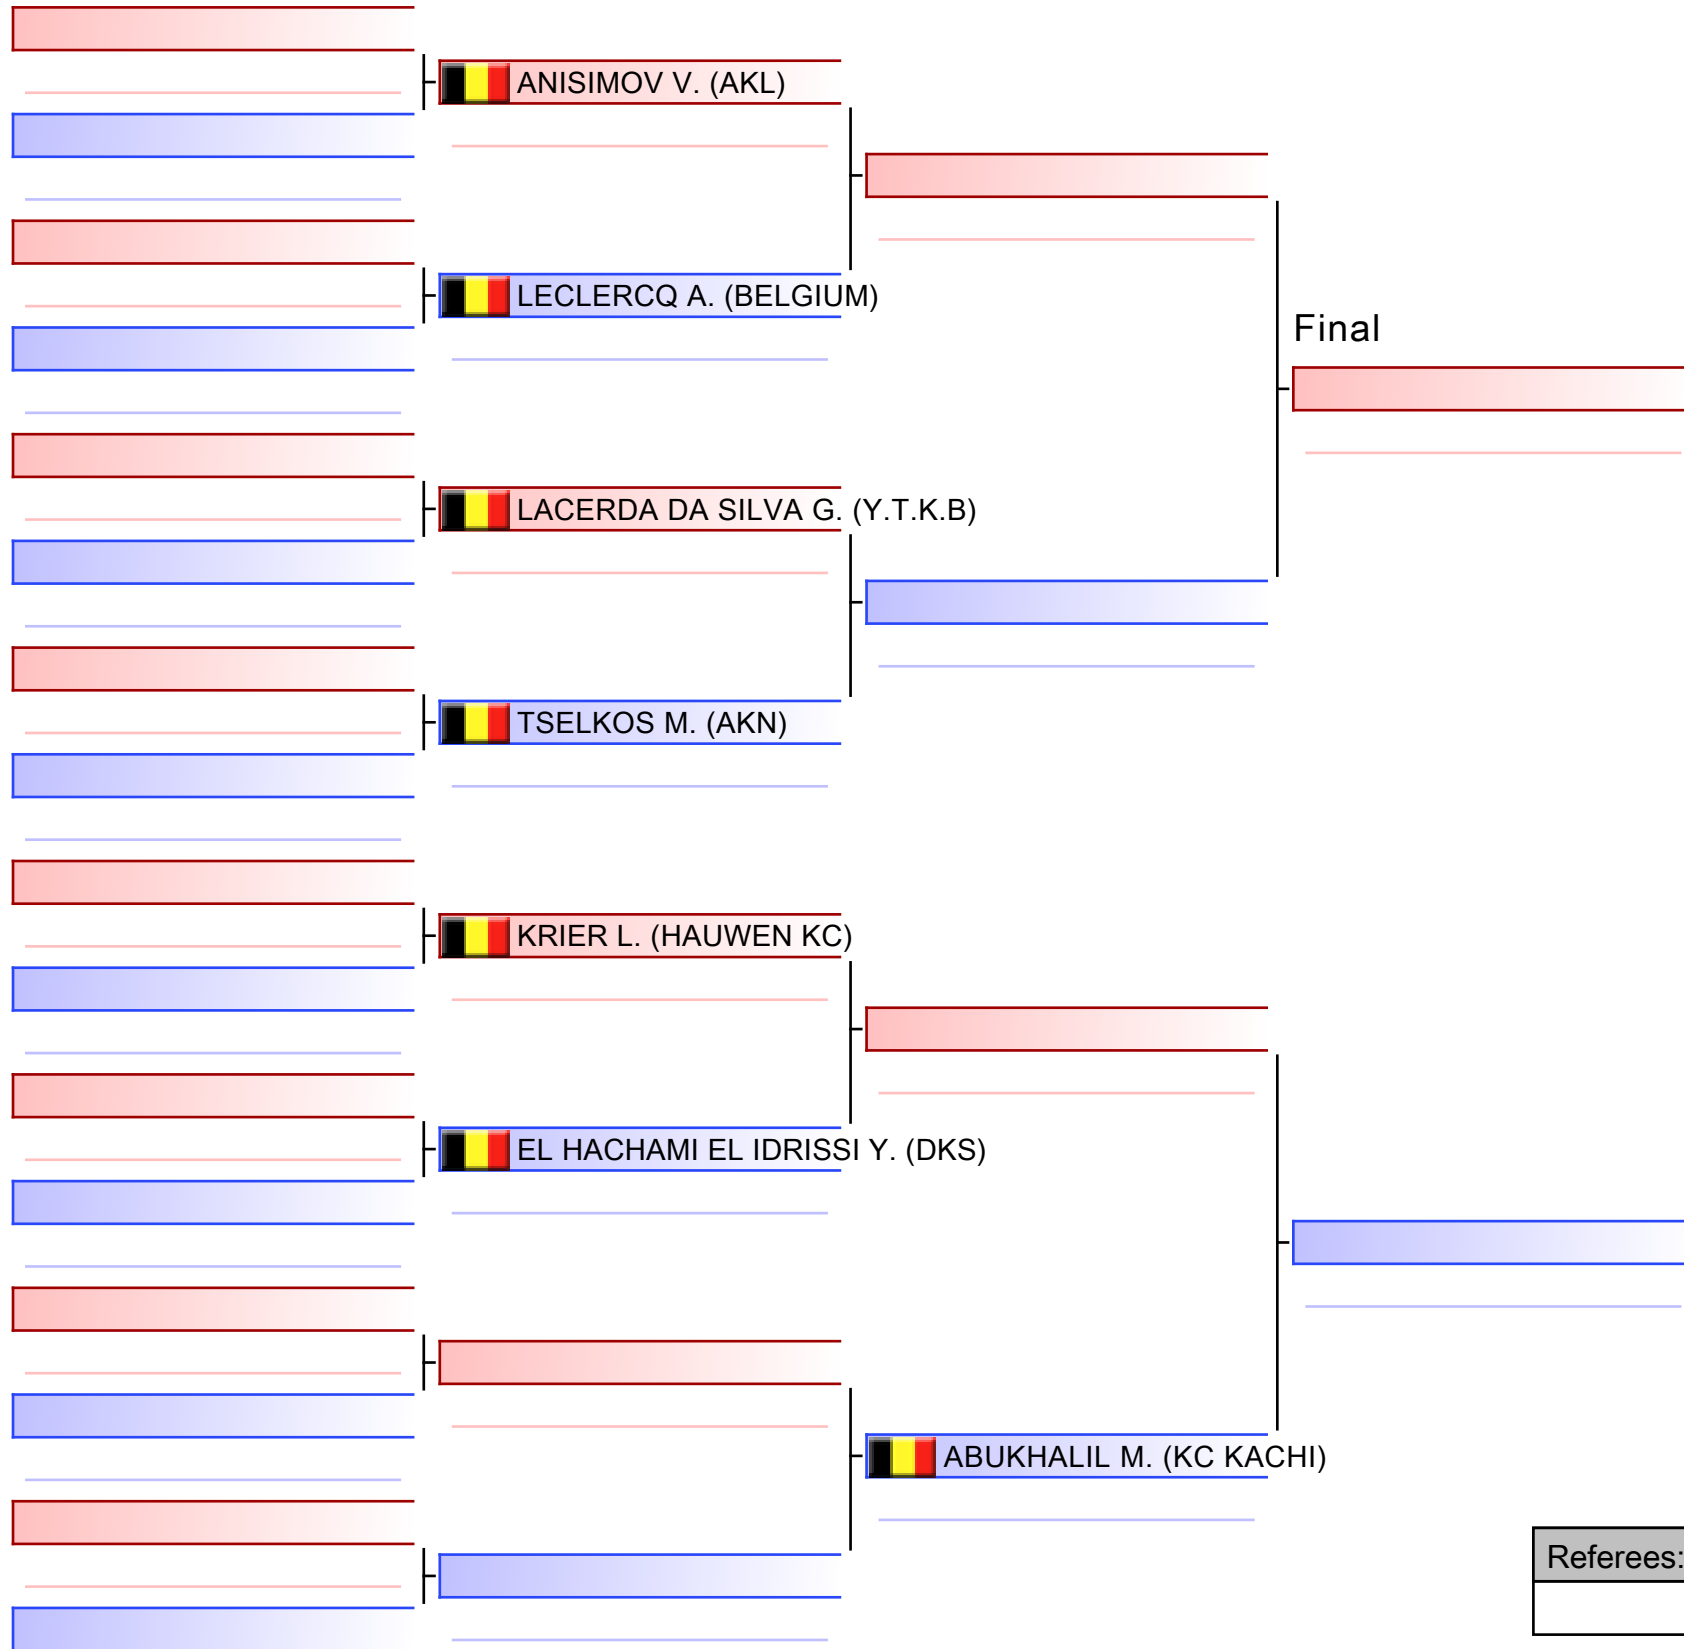 ANISIMOV V. (AKL)
LECLERCQ A. (BELGIUM)
Final
LACERDA DA SILVA G. (Y.T.K.B)
TSELKOS M. (AKN)
KRIER L. (HAUWEN KC)
EL HACHAMI EL IDRISSI Y. (DKS)
ABUKHALIL M. (KC KACHI)
Referees: